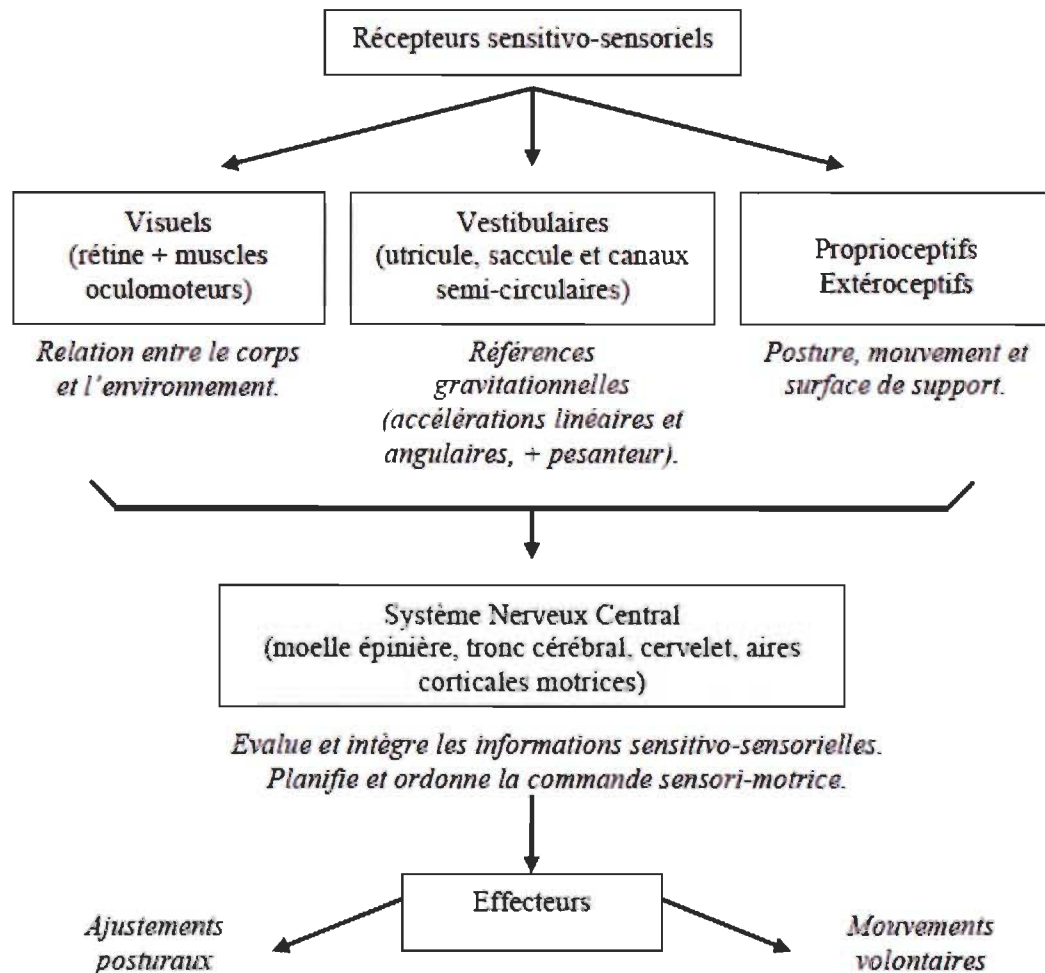 Récepteurs sensitivo-sensoriels
Visuels
(rétine + muscles
oculomoteurs)
Relation entre le corps
et l'environnement.
Vestibulaires
(utricule, saccule et canaux
semi-circulaires)
Références
gravitationnelles
(accélérations linéaires et
angulaires, + pesanteur).
Proprioceptifs
Extéroceptifs
Posture, mouvement et
surface de support.
Système Nerveux Central
(moelle épinière, tronc cérébral, cervelet, aires
corticales motrices)
Evalue et intègre les informations sensitivo-sensorielles.
Planifie et ordonne la commande sensori-motrice.
Effecteurs
Ajustements
posturaux
Mouvements
volontaires